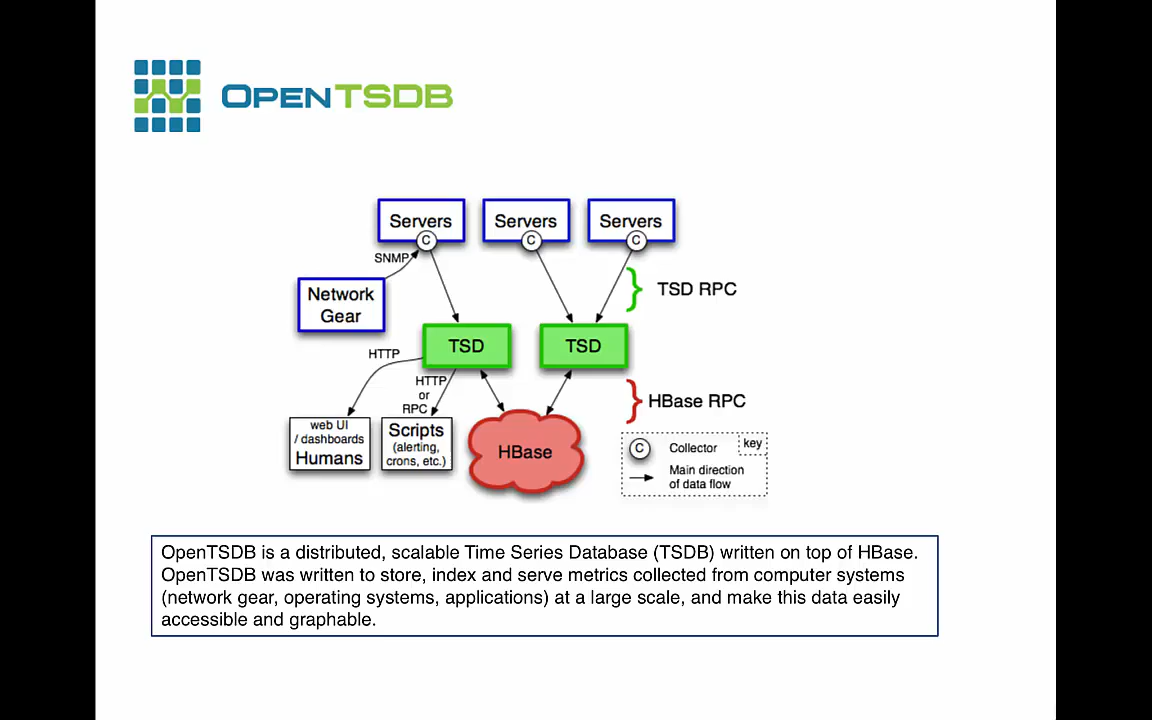 OPENTSDB
Servers
Servers
Servers
C
C
C
SNMP
Network
Gear
TSD RPC
TSD
TSD
HTTP
HTTP
or
RPC
HBase RPC
web UI
/ dashboards
Humans
Scripts
(alerting,
crons, etc.)
HBase
key
C
Collector
Main direction
of data flow
OpenTSDB is a distributed, scalable Time Series Database (TSDB) written on top of HBase.
OpenTSDB was written to store, index and serve metrics collected from computer systems
(network gear, operating systems, applications) at a large scale, and make this data easily
accessible and graphable.